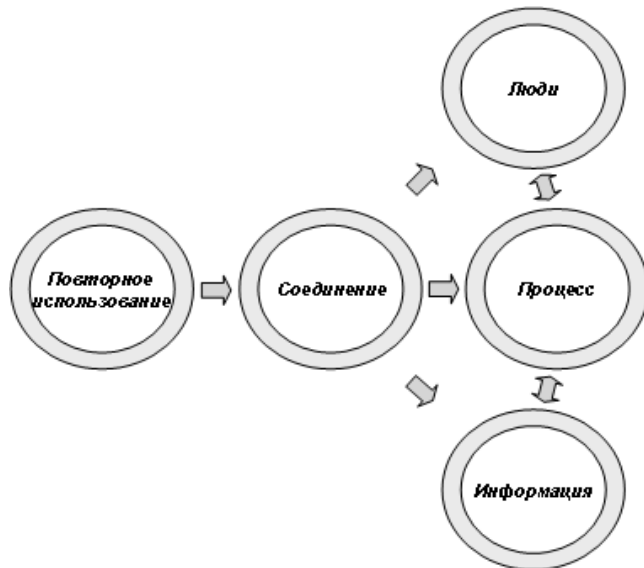 Люди
Повторное
использование
Соединение
Процесс
Информация